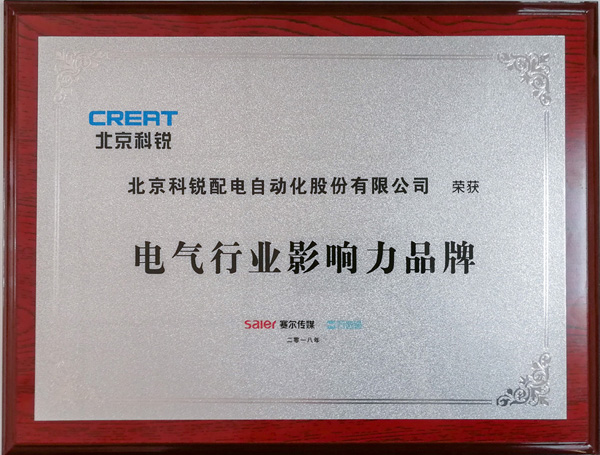 CREAT
北京科锐
北京科锐配电自动化股份有限公司 荣获
电气行业影响力品牌
saier 赛尔传媒
二零一八年